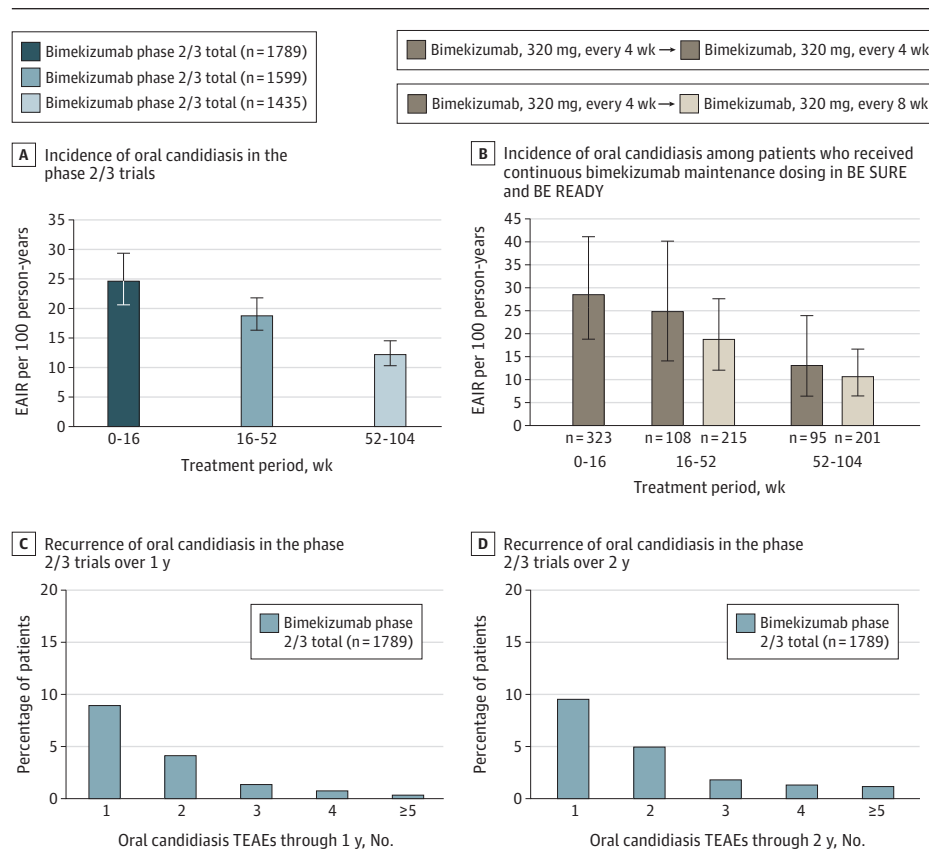 Bimekizumab phase 2/3 total (n=1789)
Bimekizumab phase 2/3 total (n=1599)
Bimekizumab phase 2/3 total (n=1435)
Bimekizumab, 320 mg, every 4 wk → Bimekizumab, 320 mg, every 4 wk
Bimekizumab, 320 mg, every 4 wk → Bimekizumab, 320 mg, every 8 wk
A Incidence of oral candidiasis in the
phase 2/3 trials
35
30
25
20
15
10
5
0
EAIR per 100 person-years
0-16 16-52 52-104
Treatment period, wk
B Incidence of oral candidiasis among patients who received
continuous bimekizumab maintenance dosing in BE SURE
and BE READY
45
40
35
30
25
20
15
10
5
0
EAIR per 100 person-years
n=323 n=108 n=215 n=95 n=201
0-16 16-52 52-104
Treatment period, wk
C Recurrence of oral candidiasis in the phase
2/3 trials over 1 y
20
15
10
5
0
Percentage of patients
Bimekizumab phase
2/3 total (n=1789)
1 2 3 4 ≥5
Oral candidiasis TEAEs through 1 y, No.
D Recurrence of oral candidiasis in the phase
2/3 trials over 2 y
20
15
10
5
0
Percentage of patients
Bimekizumab phase
2/3 total (n=1789)
1 2 3 4 ≥5
Oral candidiasis TEAEs through 2 y, No.